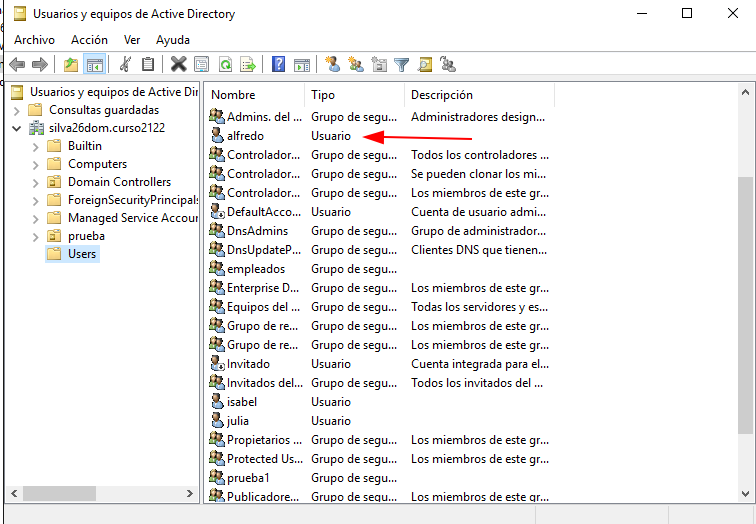 Usuarios y equipos de Active Directory
Archivo Acción Ver Ayuda
Usuarios y equipos de Active Dir
Consultas guardadas
silva26dom.curso2122
Builtin
Computers
Domain Controllers
ForeignSecurityPrincipals
Managed Service Accou
prueba
Users
Nombre Tipo Descripción
Admins. del ... Grupo de segu... Administradores design...
alfredo Usuario
Controlador... Grupo de segu... Todos los controladores ...
Controlador... Grupo de segu... Se pueden clonar los mi...
Controlador... Grupo de segu... Los miembros de este gr...
DefaultAcco... Usuario Cuenta de usuario admi...
DnsAdmins Grupo de segu... Grupo de administrador...
DnsUpdateP... Grupo de segu... Clientes DNS que tienen...
empleados Grupo de segu...
Enterprise D... Grupo de segu... Los miembros de este gr...
Equipos del ... Grupo de segu... Todas los servidores y es...
Grupo de re... Grupo de segu... Los miembros de este gr...
Grupo de re... Grupo de segu... Los miembros de este gr...
Invitado Usuario Cuenta integrada para el...
Invitados del... Grupo de segu... Todos los invitados del ...
isabel Usuario
julia Usuario
Propietarios ... Grupo de segu... Los miembros de este gr...
Protected Us... Grupo de segu... Los miembros de este gr...
prueba1 Grupo de segu...
Publicadore... Grupo de segu... Los miembros de este gr...